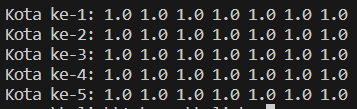 Kota ke-1: 1.0 1.0 1.0 1.0 1.0 1.0 1.0
Kota ke-2: 1.0 1.0 1.0 1.0 1.0 1.0 1.0
Kota ke-3: 1.0 1.0 1.0 1.0 1.0 1.0 1.0
Kota ke-4: 1.0 1.0 1.0 1.0 1.0 1.0 1.0
Kota ke-5: 1.0 1.0 1.0 1.0 1.0 1.0 1.0